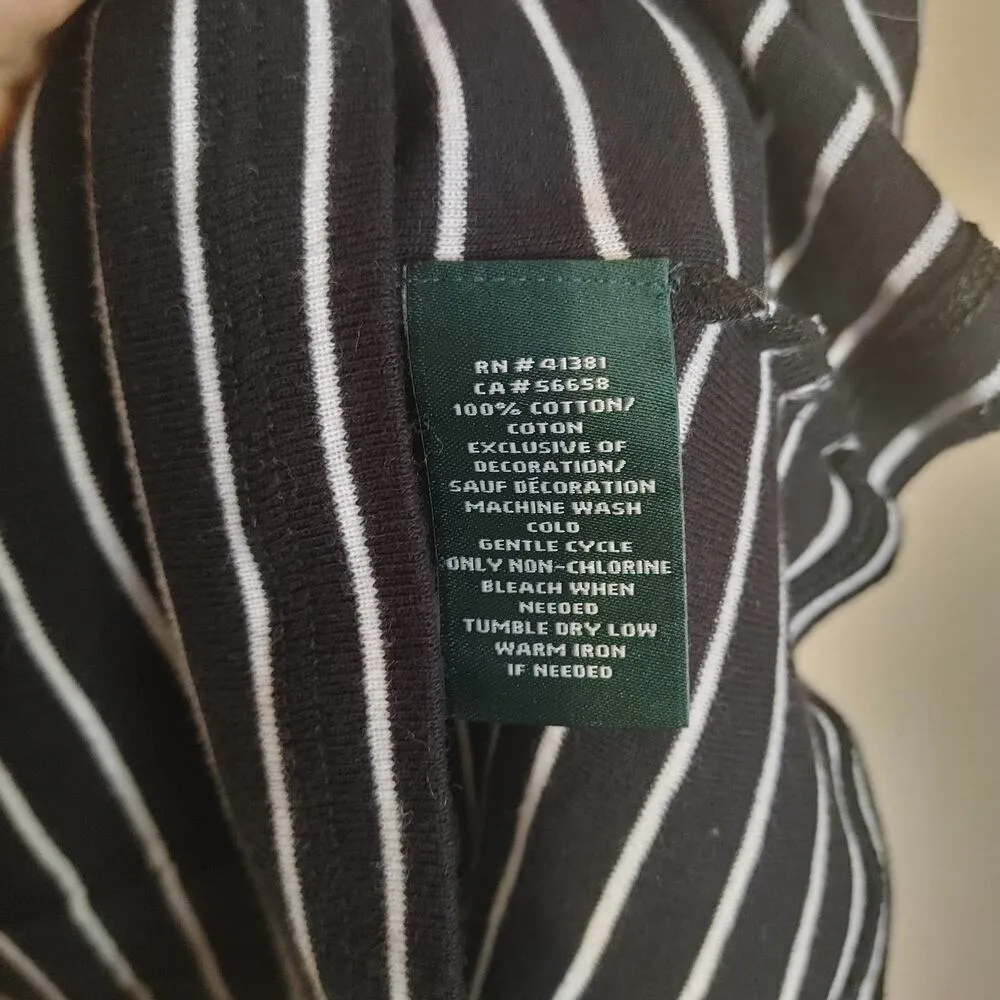 RN # 41381
CA # 56658
100% COTTON/
COTON
EXCLUSIVE OF
DECORATION/
SAUF DÉCORATION
MACHINE WASH
COLD
GENTLE CYCLE
ONLY NON-CHLORINE
BLEACH WHEN
NEEDED
TUMBLE DRY LOW
WARM IRON
IF NEEDED